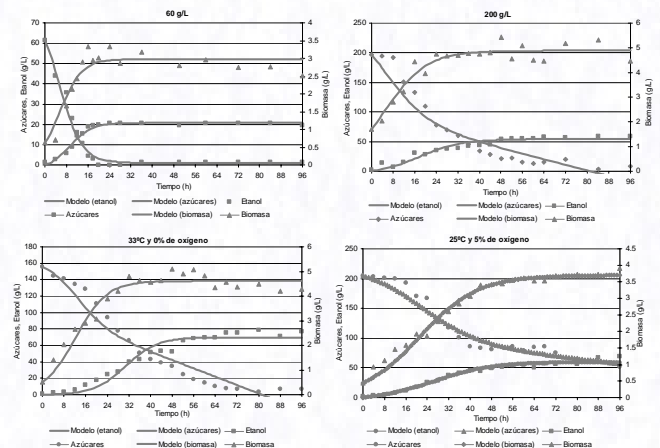 60 g/L
Azúcares, Etanol (g/L)
70
60
50
40
30
20
10
0
4
3.5
3
2.5
2
1.5
1
0.5
0
Biomasa (g/L)
0 8 16 24 32 40 48 56 64 72 80 88 96
Tiempo (h)
Modelo (etanol) Modelo (azúcares) Etanol
Azúcares Modelo (biomasa) Biomasa
200 g/L
Azúcares, Etanol (g/L)
250
200
150
100
50
0
6
5
4
3
2
1
0
Biomasa (g/L)
0 8 16 24 32 40 48 56 64 72 80 88 96
Tiempo (h)
Modelo (etanol) Modelo (azúcares) Etanol
Azúcares Modelo (biomasa) Biomasa
33ºC y 0% de oxígeno
Azúcares, Etanol (g/L)
180
160
140
120
100
80
60
40
20
0
6
5
4
3
2
1
0
Biomasa (g/L)
0 8 16 24 32 40 48 56 64 72 80 88 96
Tiempo (h)
Modelo (etanol) Modelo (azúcares) Etanol
Azúcares Modelo (biomasa) Biomasa
25ºC y 5% de oxígeno
Azúcares, Etanol (g/L)
250
200
150
100
50
0
4.5
4
3.5
3
2.5
2
1.5
1
0.5
0
Biomasa (g/L)
0 8 16 24 32 40 48 56 64 72 80 88 96
Tiempo (h)
Modelo (etanol) Modelo (azúcares) Etanol
Azúcares Modelo (biomasa) Biomasa